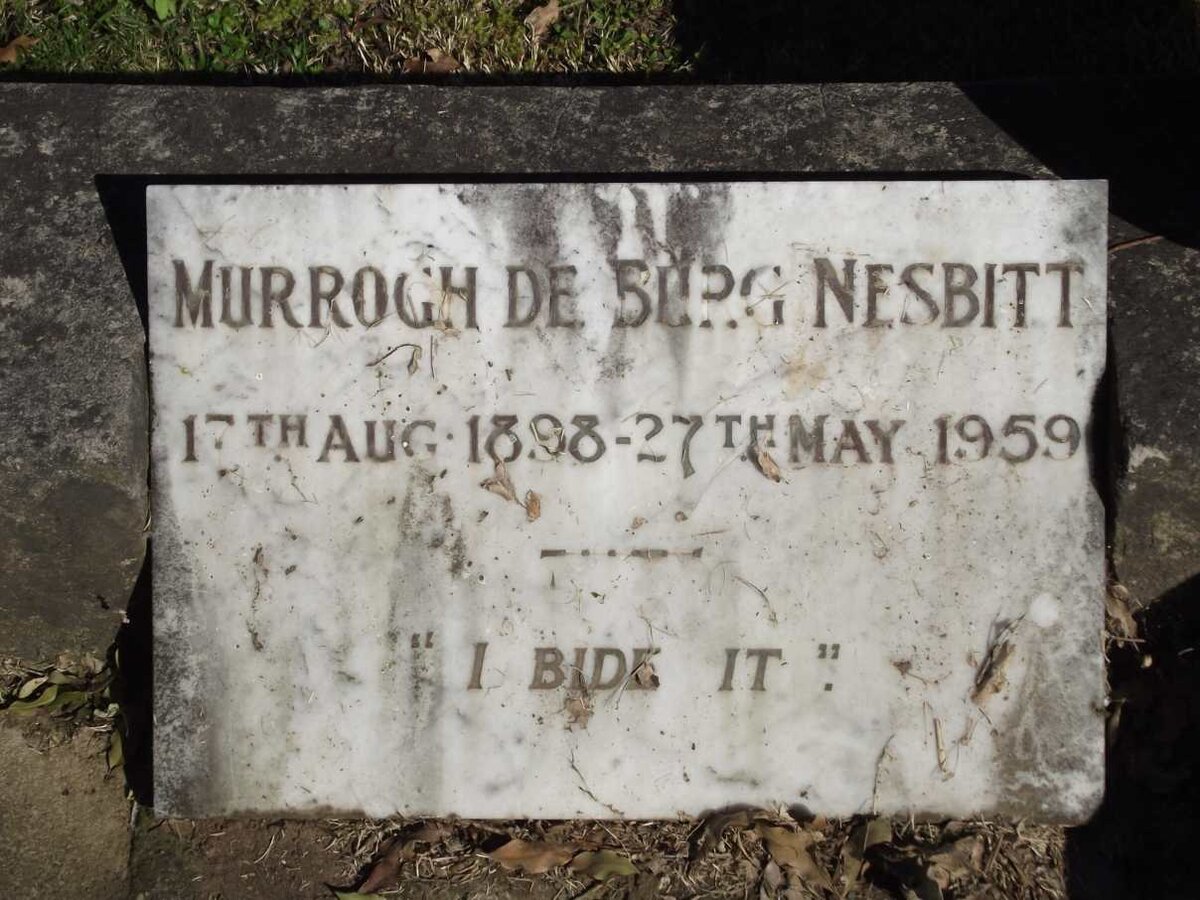 MURROGH DE BURG NESBITT
17TH AUG. 1898-27TH MAY 1959
"I BIDE IT".